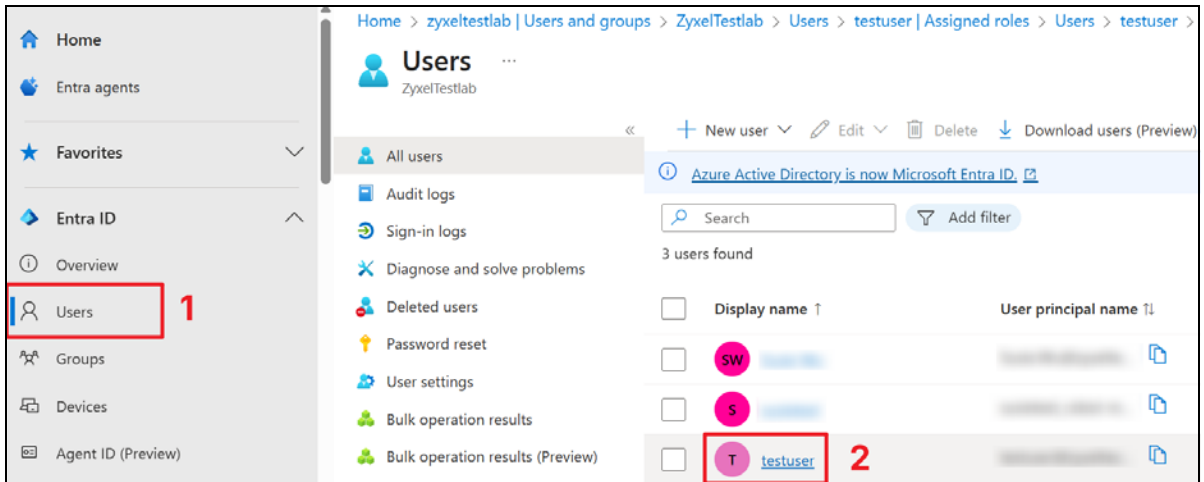 Home
Entra agents
Favorites
Entra ID
Overview
Users
1
Groups
Devices
Agent ID (Preview)
Home > zyxeltestlab | Users and groups > ZyxelTestlab > Users > testuser | Assigned roles > Users > testuser >
Users ...
ZyxelTestlab
«
All users
Audit logs
Sign-in logs
Diagnose and solve problems
Deleted users
Password reset
User settings
Bulk operation results
Bulk operation results (Preview)
+ New user Edit Delete Download users (Preview)
Azure Active Directory is now Microsoft Entra ID.
Search Add filter
3 users found
Display name ↑ User principal name ↑↓
SW
S
T testuser 2